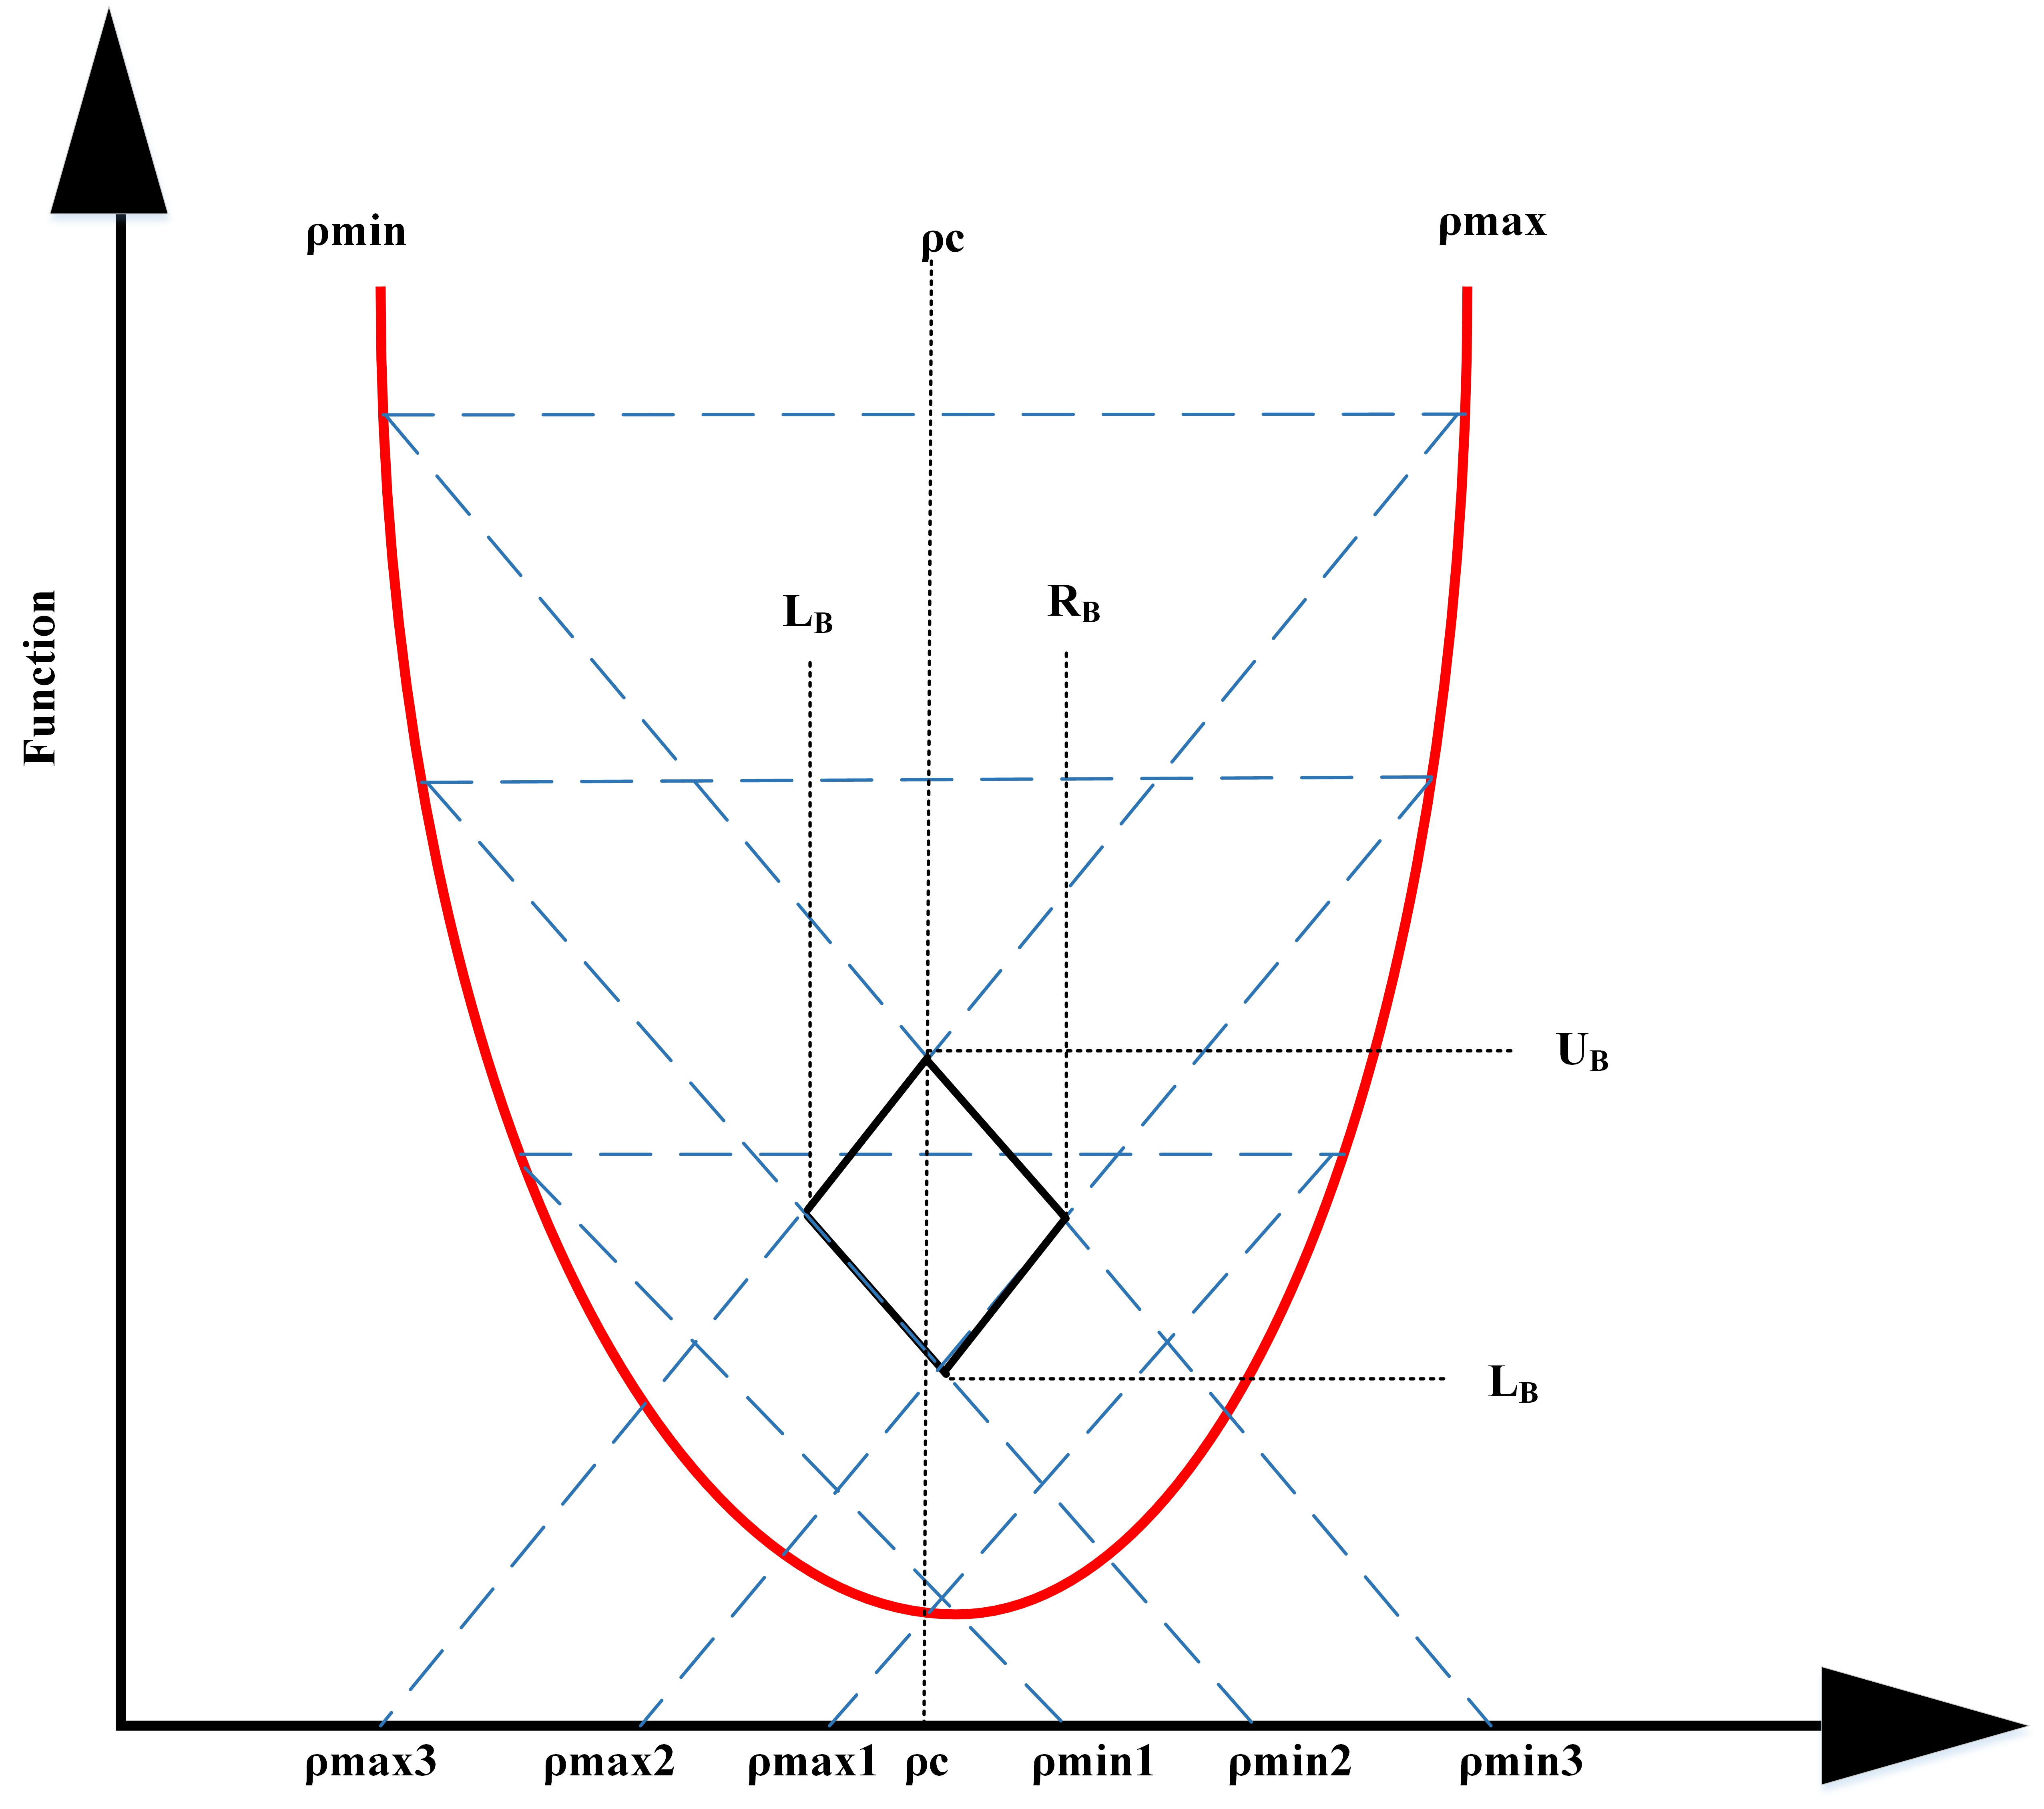 ρmin
ρc
ρmax
Function
LB
RB
UB
LB
ρmax3
ρmax2
ρmax1
ρc
ρmin1
ρmin2
ρmin3